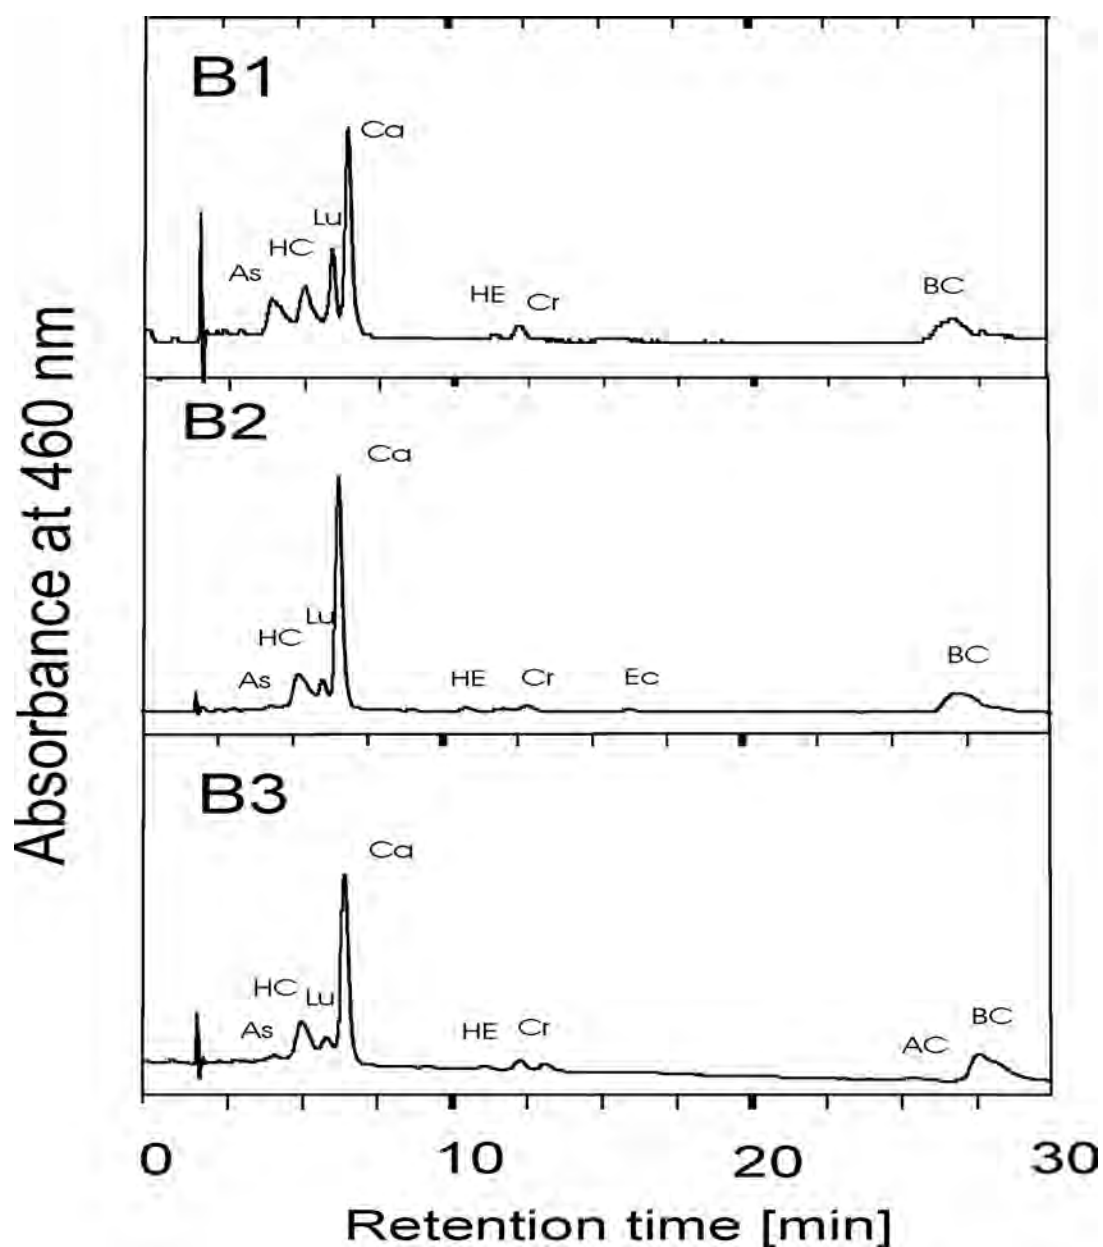 B1
Ca
Lu
HC
As
HE
Cr
BC
Absorbance at 460 nm
B2
Ca
Lu
HC
As
HE
Cr
Ec
BC
B3
Ca
HC
Lu
As
HE
Cr
AC
BC
0 10 20 30
Retention time [min]